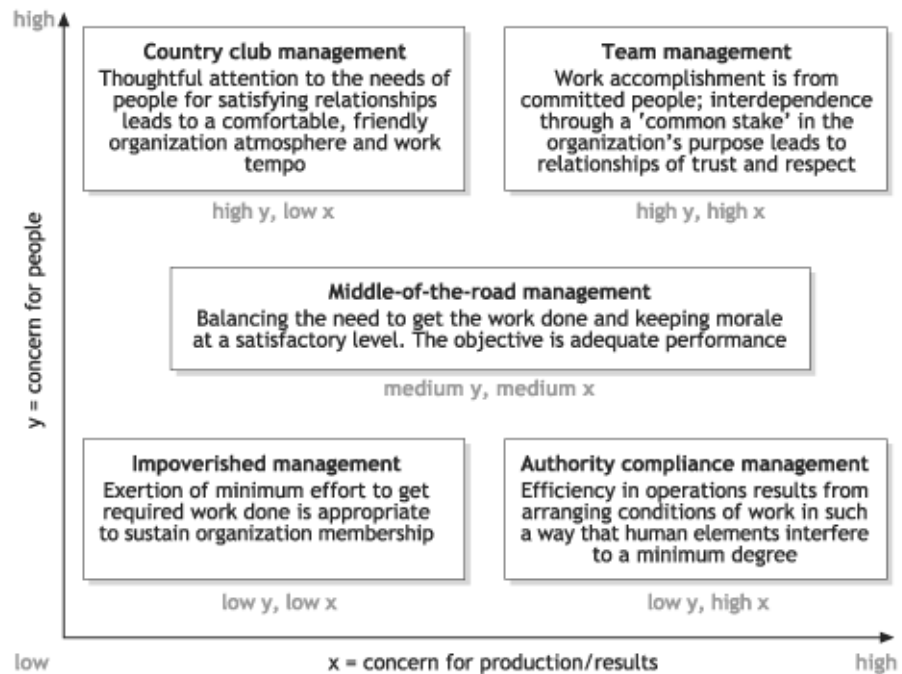 high
Country club management
Thoughtful attention to the needs of
people for satisfying relationships
leads to a comfortable, friendly
organization atmosphere and work
tempo
high y, low x
Team management
Work accomplishment is from
committed people; interdependence
through a ‘common stake’ in the
organization’s purpose leads to
relationships of trust and respect
high y, high x
y = concern for people
Middle-of-the-road management
Balancing the need to get the work done and keeping morale
at a satisfactory level. The objective is adequate performance
medium y, medium x
Impoverished management
Exertion of minimum effort to get
required work done is appropriate
to sustain organization membership
low y, low x
Authority compliance management
Efficiency in operations results from
arranging conditions of work in such
a way that human elements interfere
to a minimum degree
low y, high x
low
x = concern for production/results
high